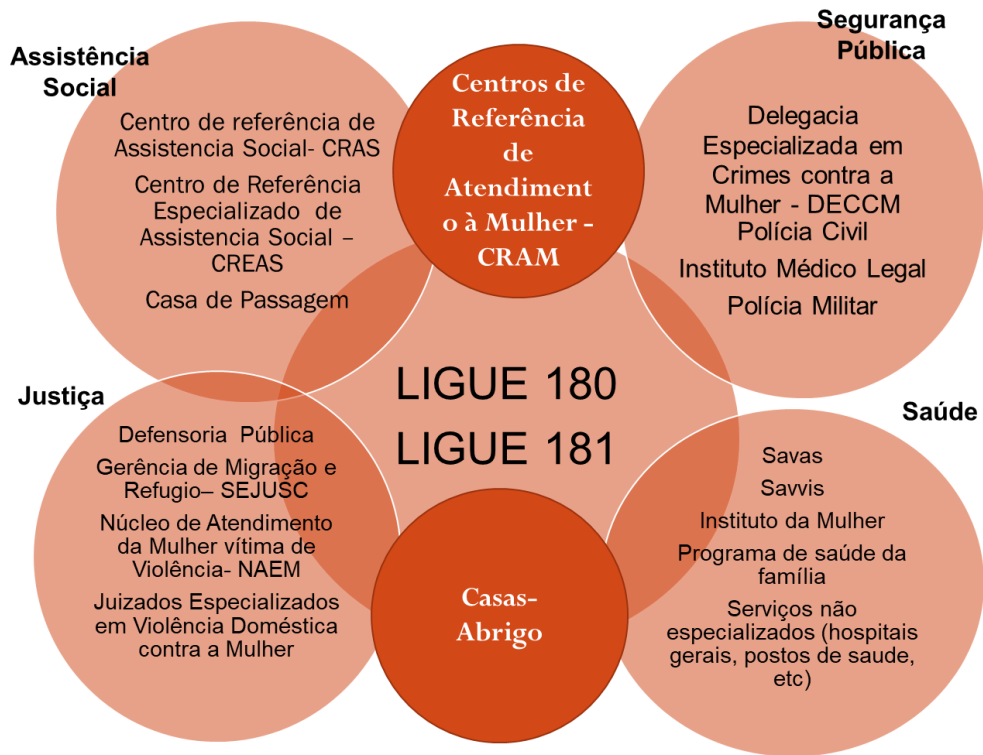 Assistência
Social
Centro de referência de
Assistencia Social- CRAS
Centro de Referência
Especializado de
Assistencia Social –
CREAS
Casa de Passagem
Centros de
Referência
de
Atendiment
o à Mulher -
CRAM
Segurança
Pública
Delegacia
Especializada em
Crimes contra a
Mulher - DECCM
Polícia Civil
Instituto Médico Legal
Polícia Militar
LIGUE 180
LIGUE 181
Justiça
Defensoria Pública
Gerência de Migração e
Refugio– SEJUSC
Núcleo de Atendimento
da Mulher vítima de
Violência- NAEM
Juizados Especializados
em Violência Doméstica
contra a Mulher
Casas-
Abrigo
Saúde
Savas
Savvis
Instituto da Mulher
Programa de saúde da
família
Serviços não
especializados (hospitais
gerais, postos de saude,
etc)